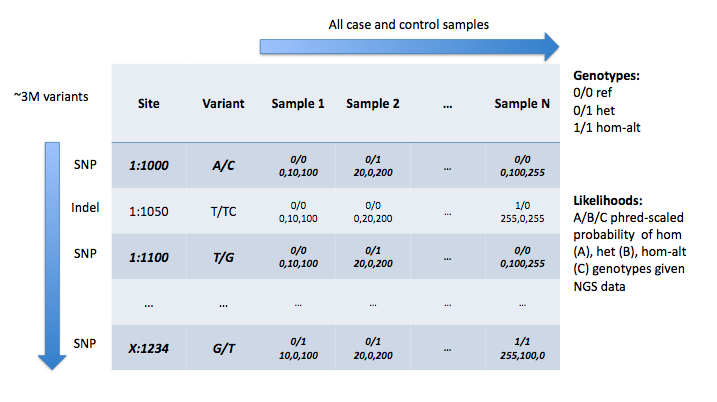 All case and control samples
~3M variants
Site Variant Sample 1 Sample 2 ... Sample N
SNP 1:1000 A/C 0/0 0/1 ... 0/0
0,10,100 20,0,200 0,100,255
Indel 1:1050 T/TC 0/0 0/0 ... 1/0
0,10,100 0,20,200 255,0,255
SNP 1:1100 T/G 0/0 0/1 ... 0/0
0,10,100 20,0,200 0,100,255
... ... ... ... ... ...
SNP X:1234 G/T 0/1 0/1 ... 1/1
10,0,100 20,0,200 255,100,0
Genotypes:
0/0 ref
0/1 het
1/1 hom-alt
Likelihoods:
A/B/C phred-scaled
probability of hom
(A), het (B), hom-alt
(C) genotypes given
NGS data